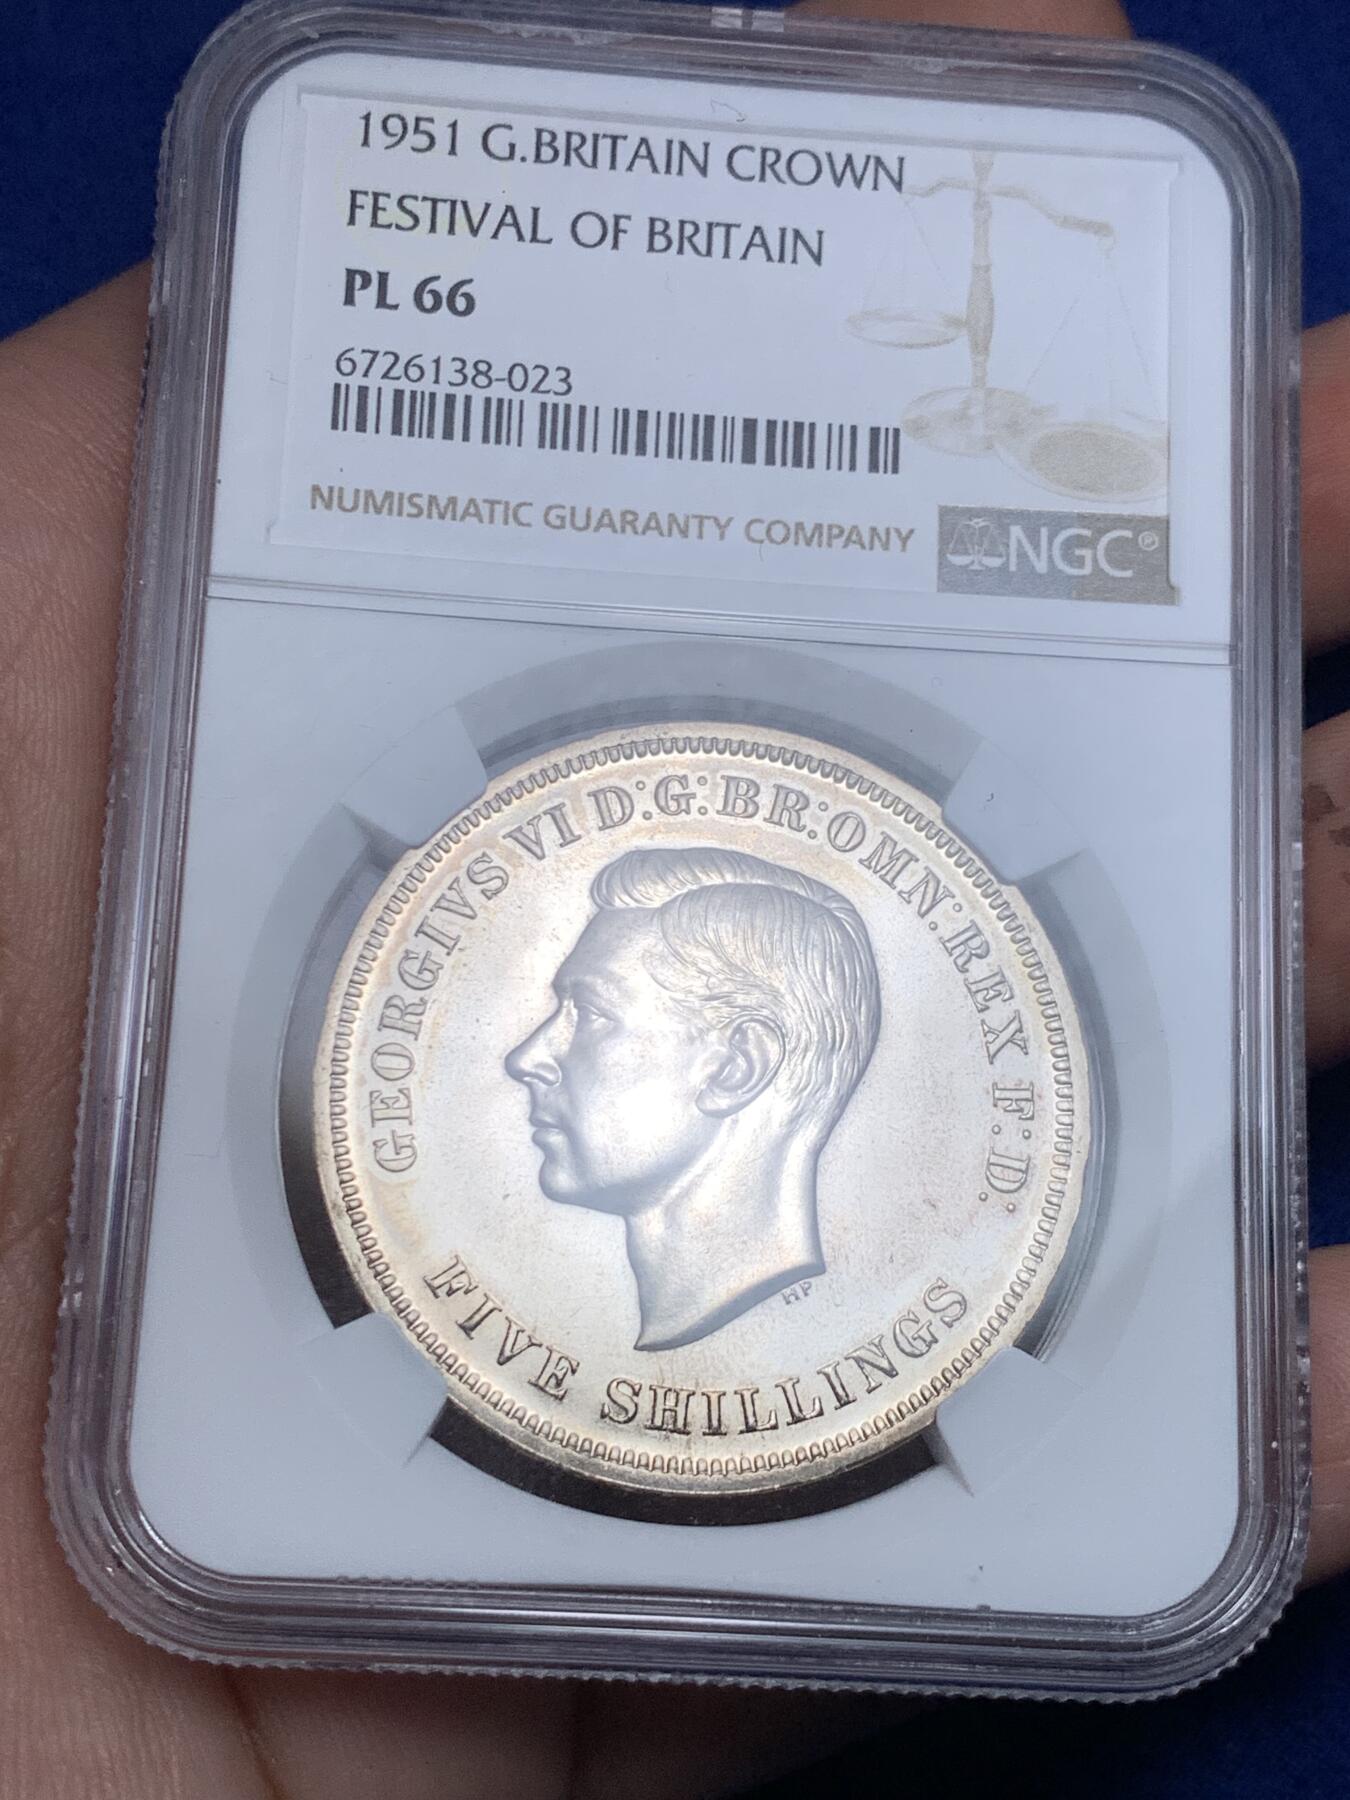 1951 G.BRITAIN CROWN
FESTIVAL OF BRITAIN
PL 66
6726138-023
NUMISMATIC GUARANTY COMPANY
NGC℗
GEORGIVS VI D:G:BR:OMN:REX F:D.
HP
FIVE SHILLINGS